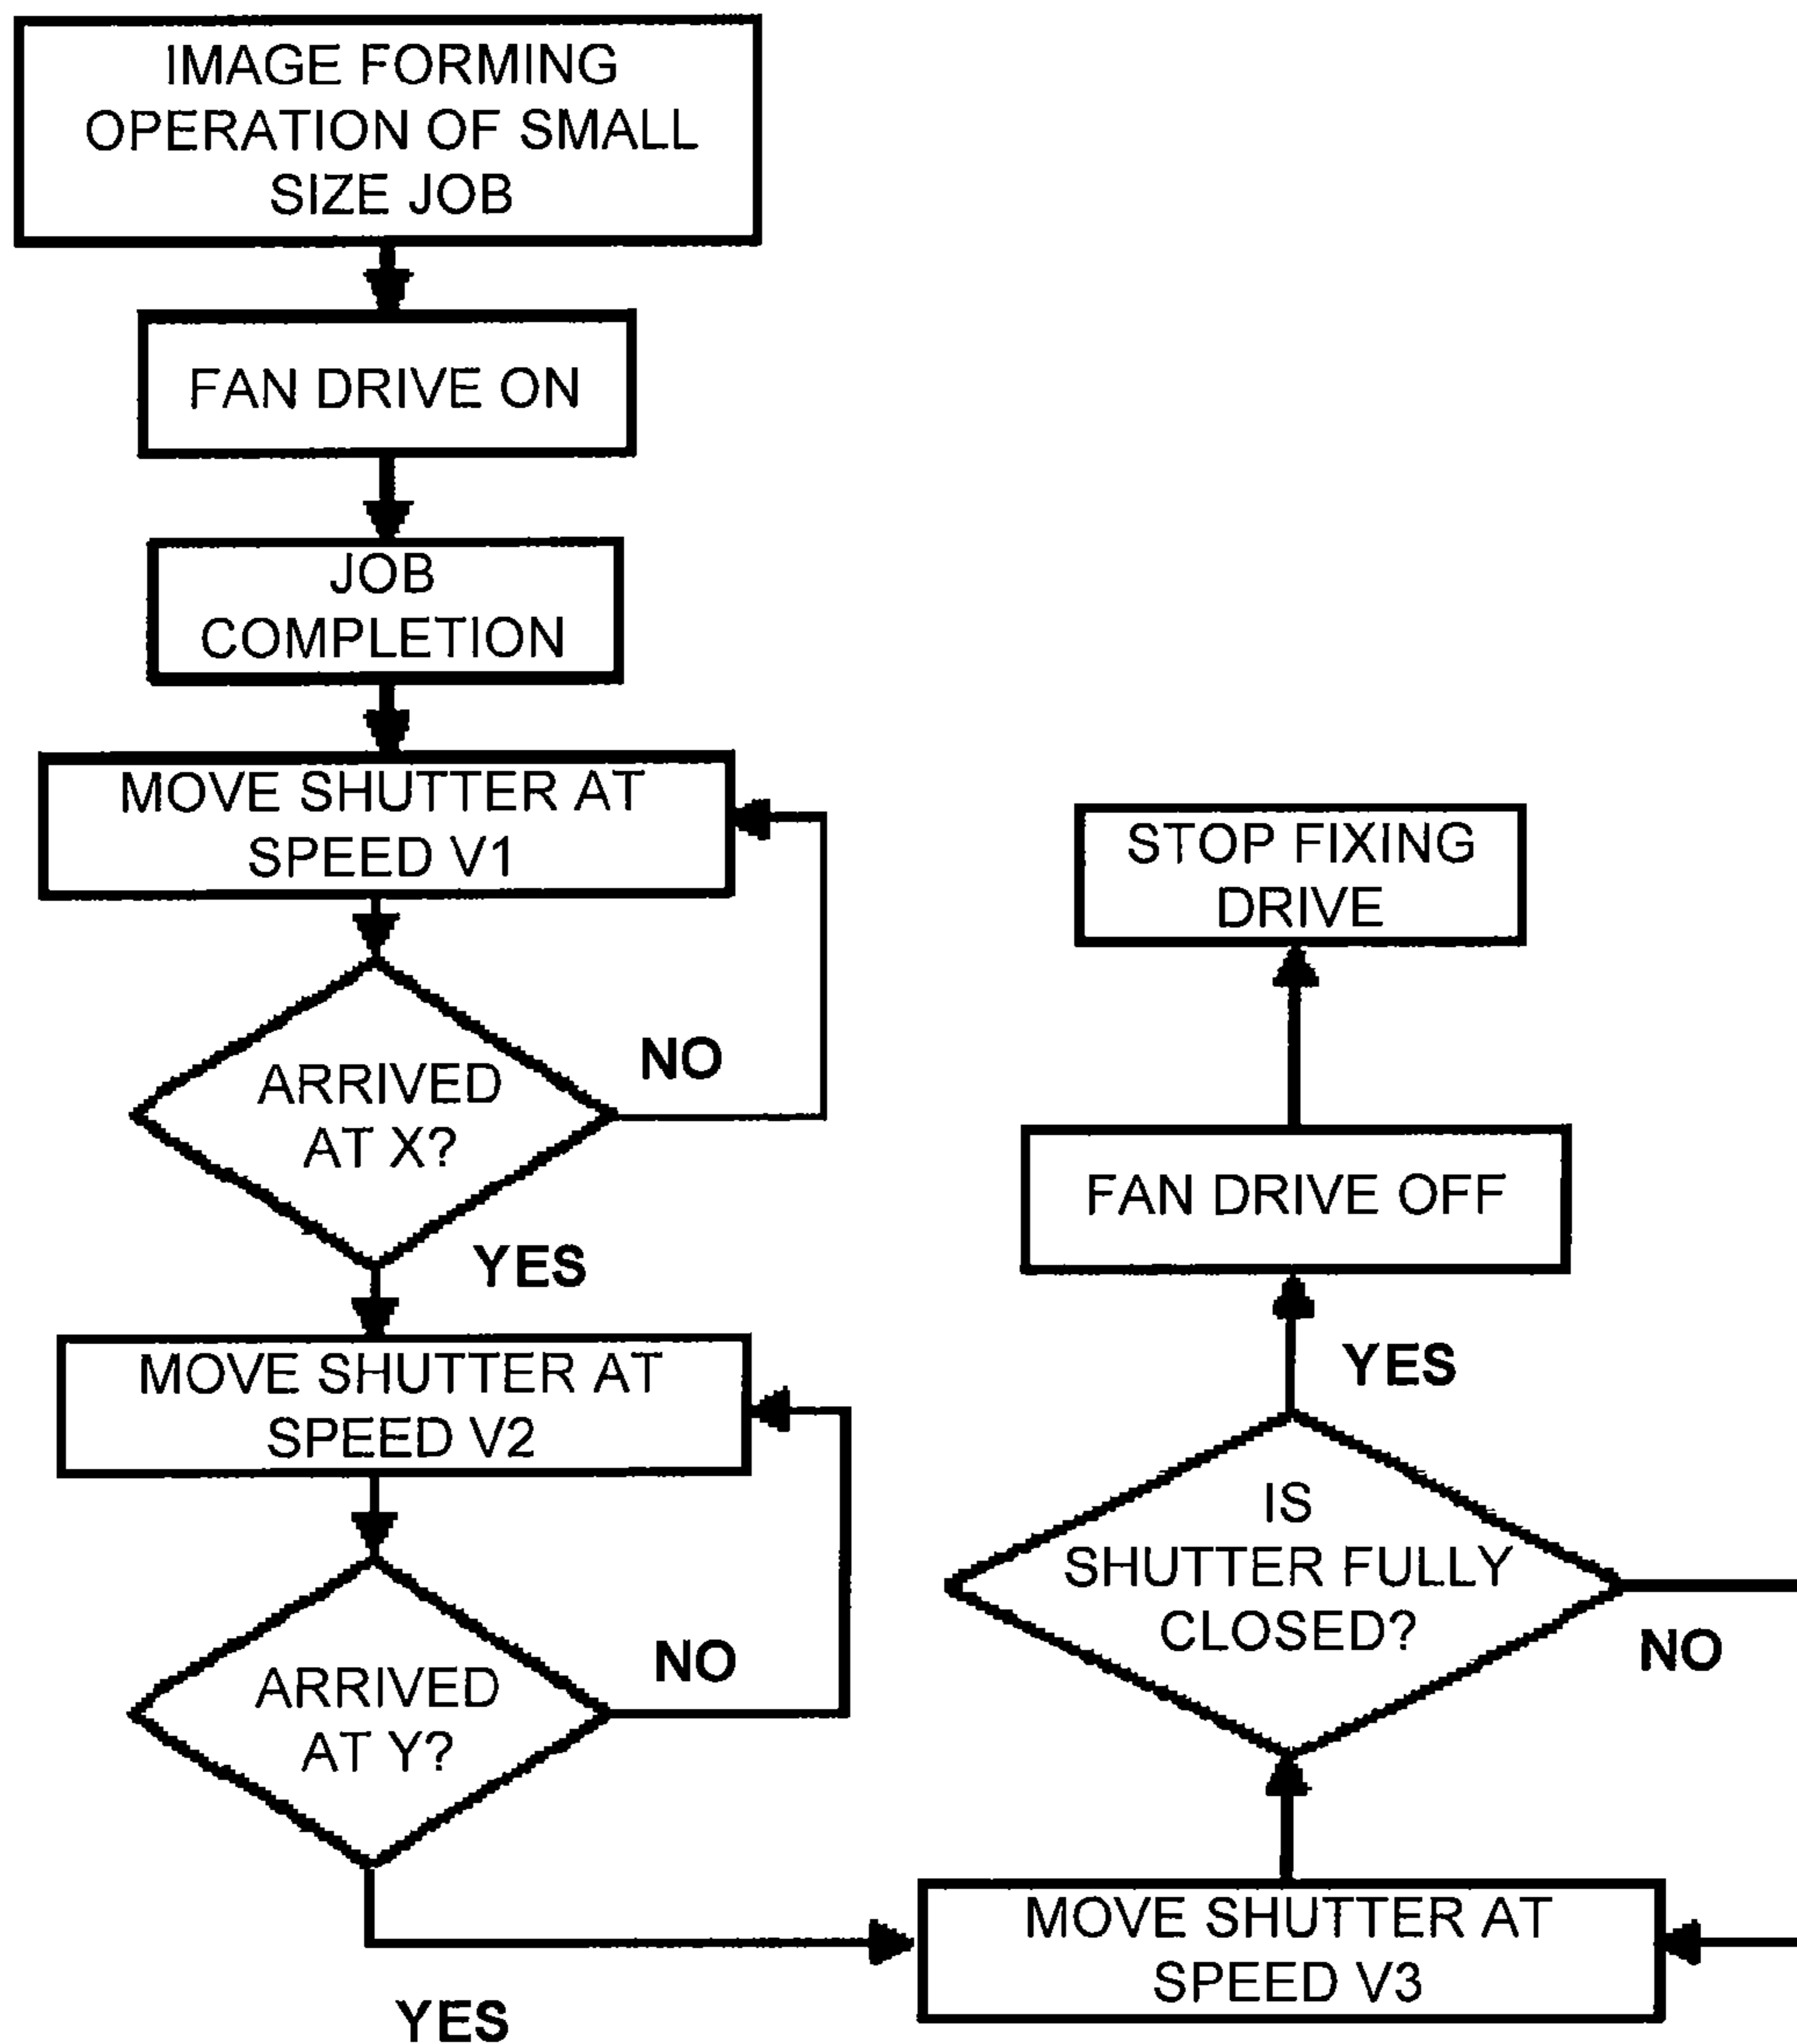 IMAGE FORMING
OPERATION OF SMALL
SIZE JOB
FAN DRIVE ON
JOB
COMPLETION
MOVE SHUTTER AT
SPEED V1
ARRIVED
AT X?
NO
YES
MOVE SHUTTER AT
SPEED V2
ARRIVED
AT Y?
NO
YES
MOVE SHUTTER AT
SPEED V3
IS
SHUTTER FULLY
CLOSED?
NO
YES
FAN DRIVE OFF
STOP FIXING
DRIVE